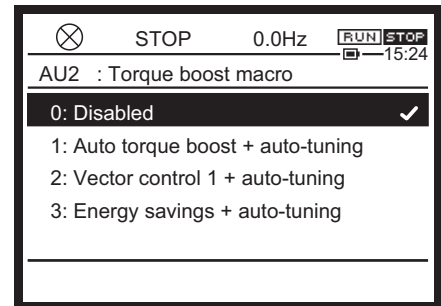 STOP 0.0Hz RUN STOP
15:24
AU2 : Torque boost macro
0: Disabled
1: Auto torque boost + auto-tuning
2: Vector control 1 + auto-tuning
3: Energy savings + auto-tuning